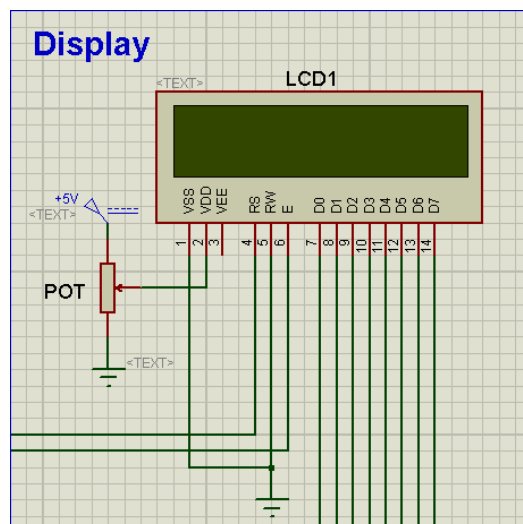 Display
LCD1
<TEXT>
+5V
<TEXT>
VSS
VDD
VEE
RS
RW
E
D0
D1
D2
D3
D4
D5
D6
D7
1
2
3
4
5
6
7
8
9
10
11
12
13
14
POT
<TEXT>